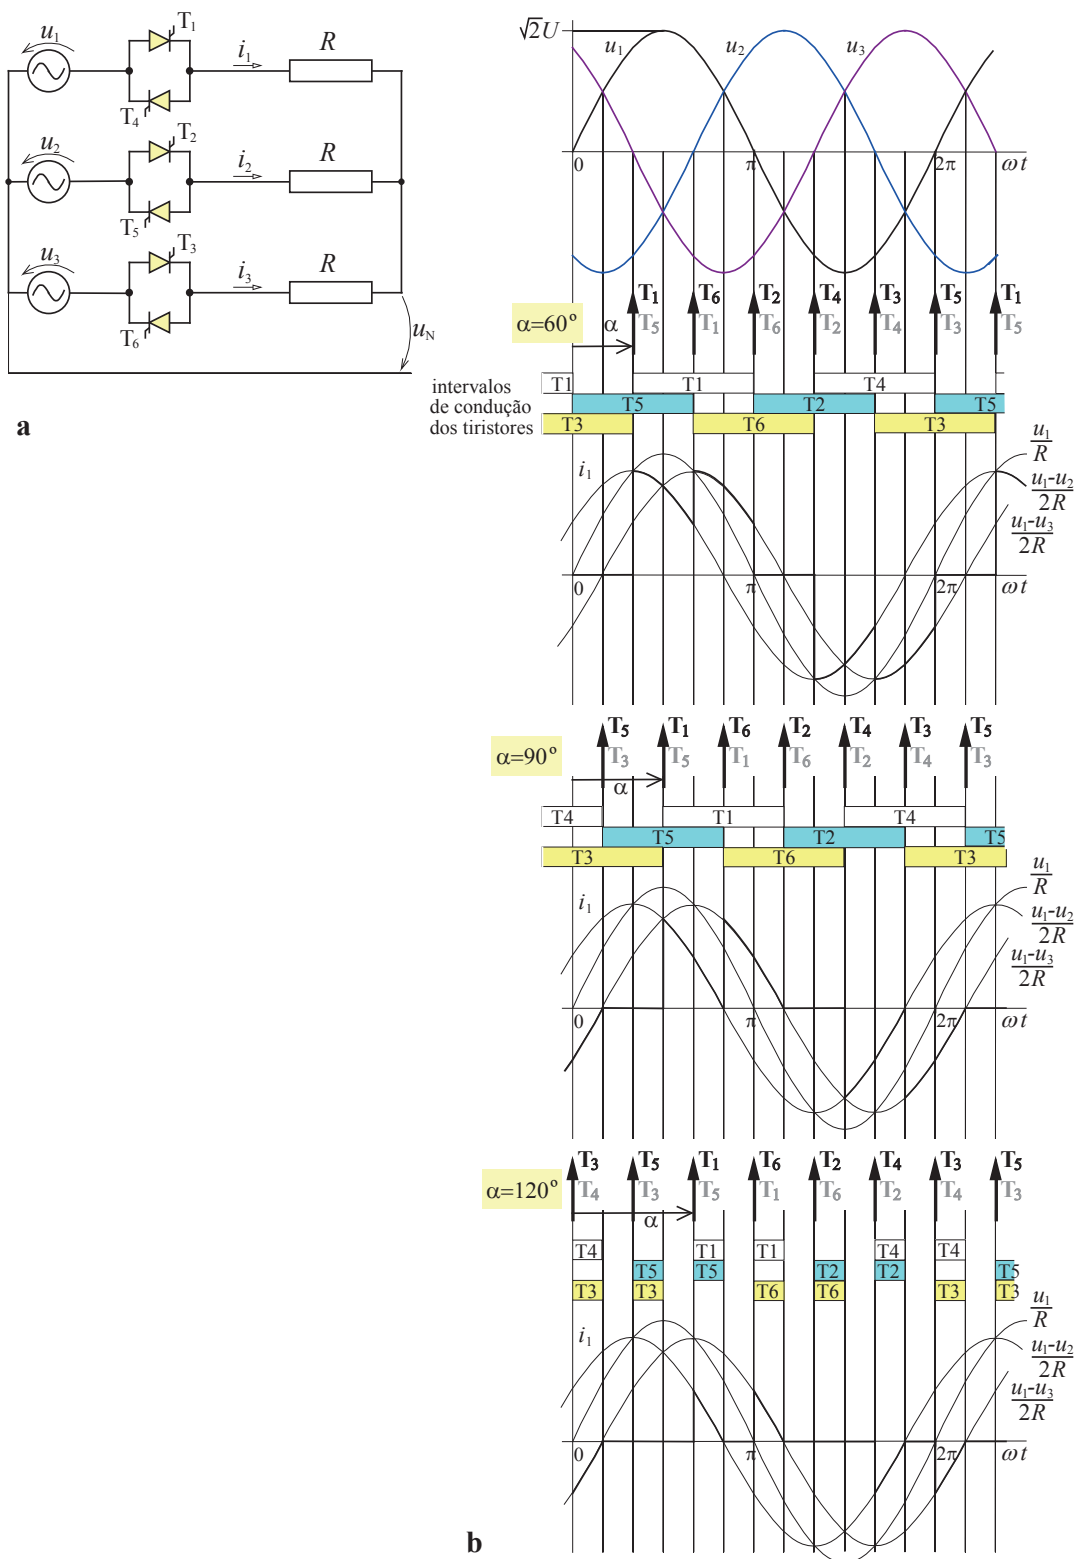 u1 T1 i1 R
T4
u2 T2 i2 R
T5
u3 T3 i3 R
T6
uN
a
√2U u1 u2 u3
0 π 2π ωt
T1 T6 T2 T4 T3 T5 T1
T5 T1 T6 T2 T4 T3 T5
α=60° α
intervalos
de condução
dos tiristores
T1 T1 T4
T5 T2 T5
T3 T6 T3
i1
u1/R
u1-u2/2R
u1-u3/2R
0 π 2π ωt
T5 T1 T6 T2 T4 T3 T5
T3 T5 T1 T6 T2 T4 T3
α=90° α
T4 T1 T4
T5 T2 T5
T3 T6 T3
i1
u1/R
u1-u2/2R
u1-u3/2R
0 π 2π ωt
T3 T5 T1 T6 T2 T4 T3 T5
T4 T3 T5 T1 T6 T2 T4 T3
α=120° α
T4 T1 T1 T4 T4
T5 T5 T2 T2 T5
T3 T3 T6 T6 T3 T3
i1
u1/R
u1-u2/2R
u1-u3/2R
0 π 2π ωt
b